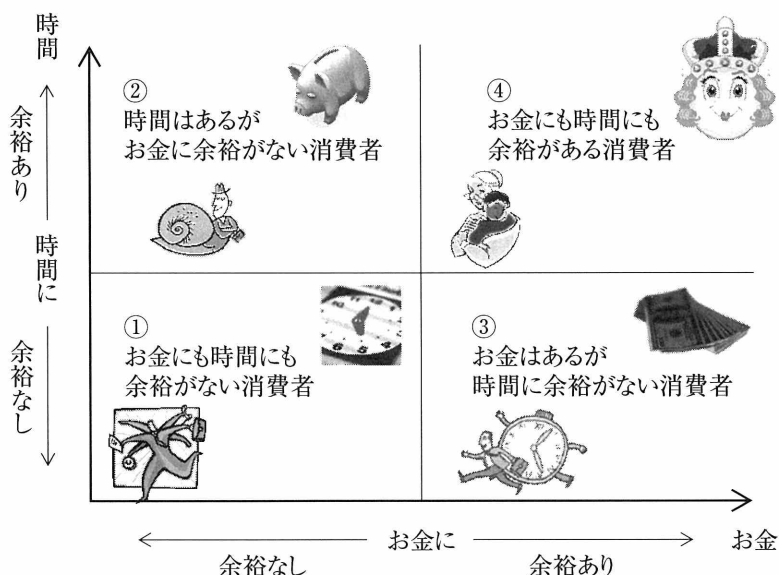 時間
余裕あり
時間に
余裕なし
②
時間はあるが
お金に余裕がない消費者
④
お金にも時間にも
余裕がある消費者
①
お金にも時間にも
余裕がない消費者
③
お金はあるが
時間に余裕がない消費者
お金に
お金
余裕なし
余裕あり